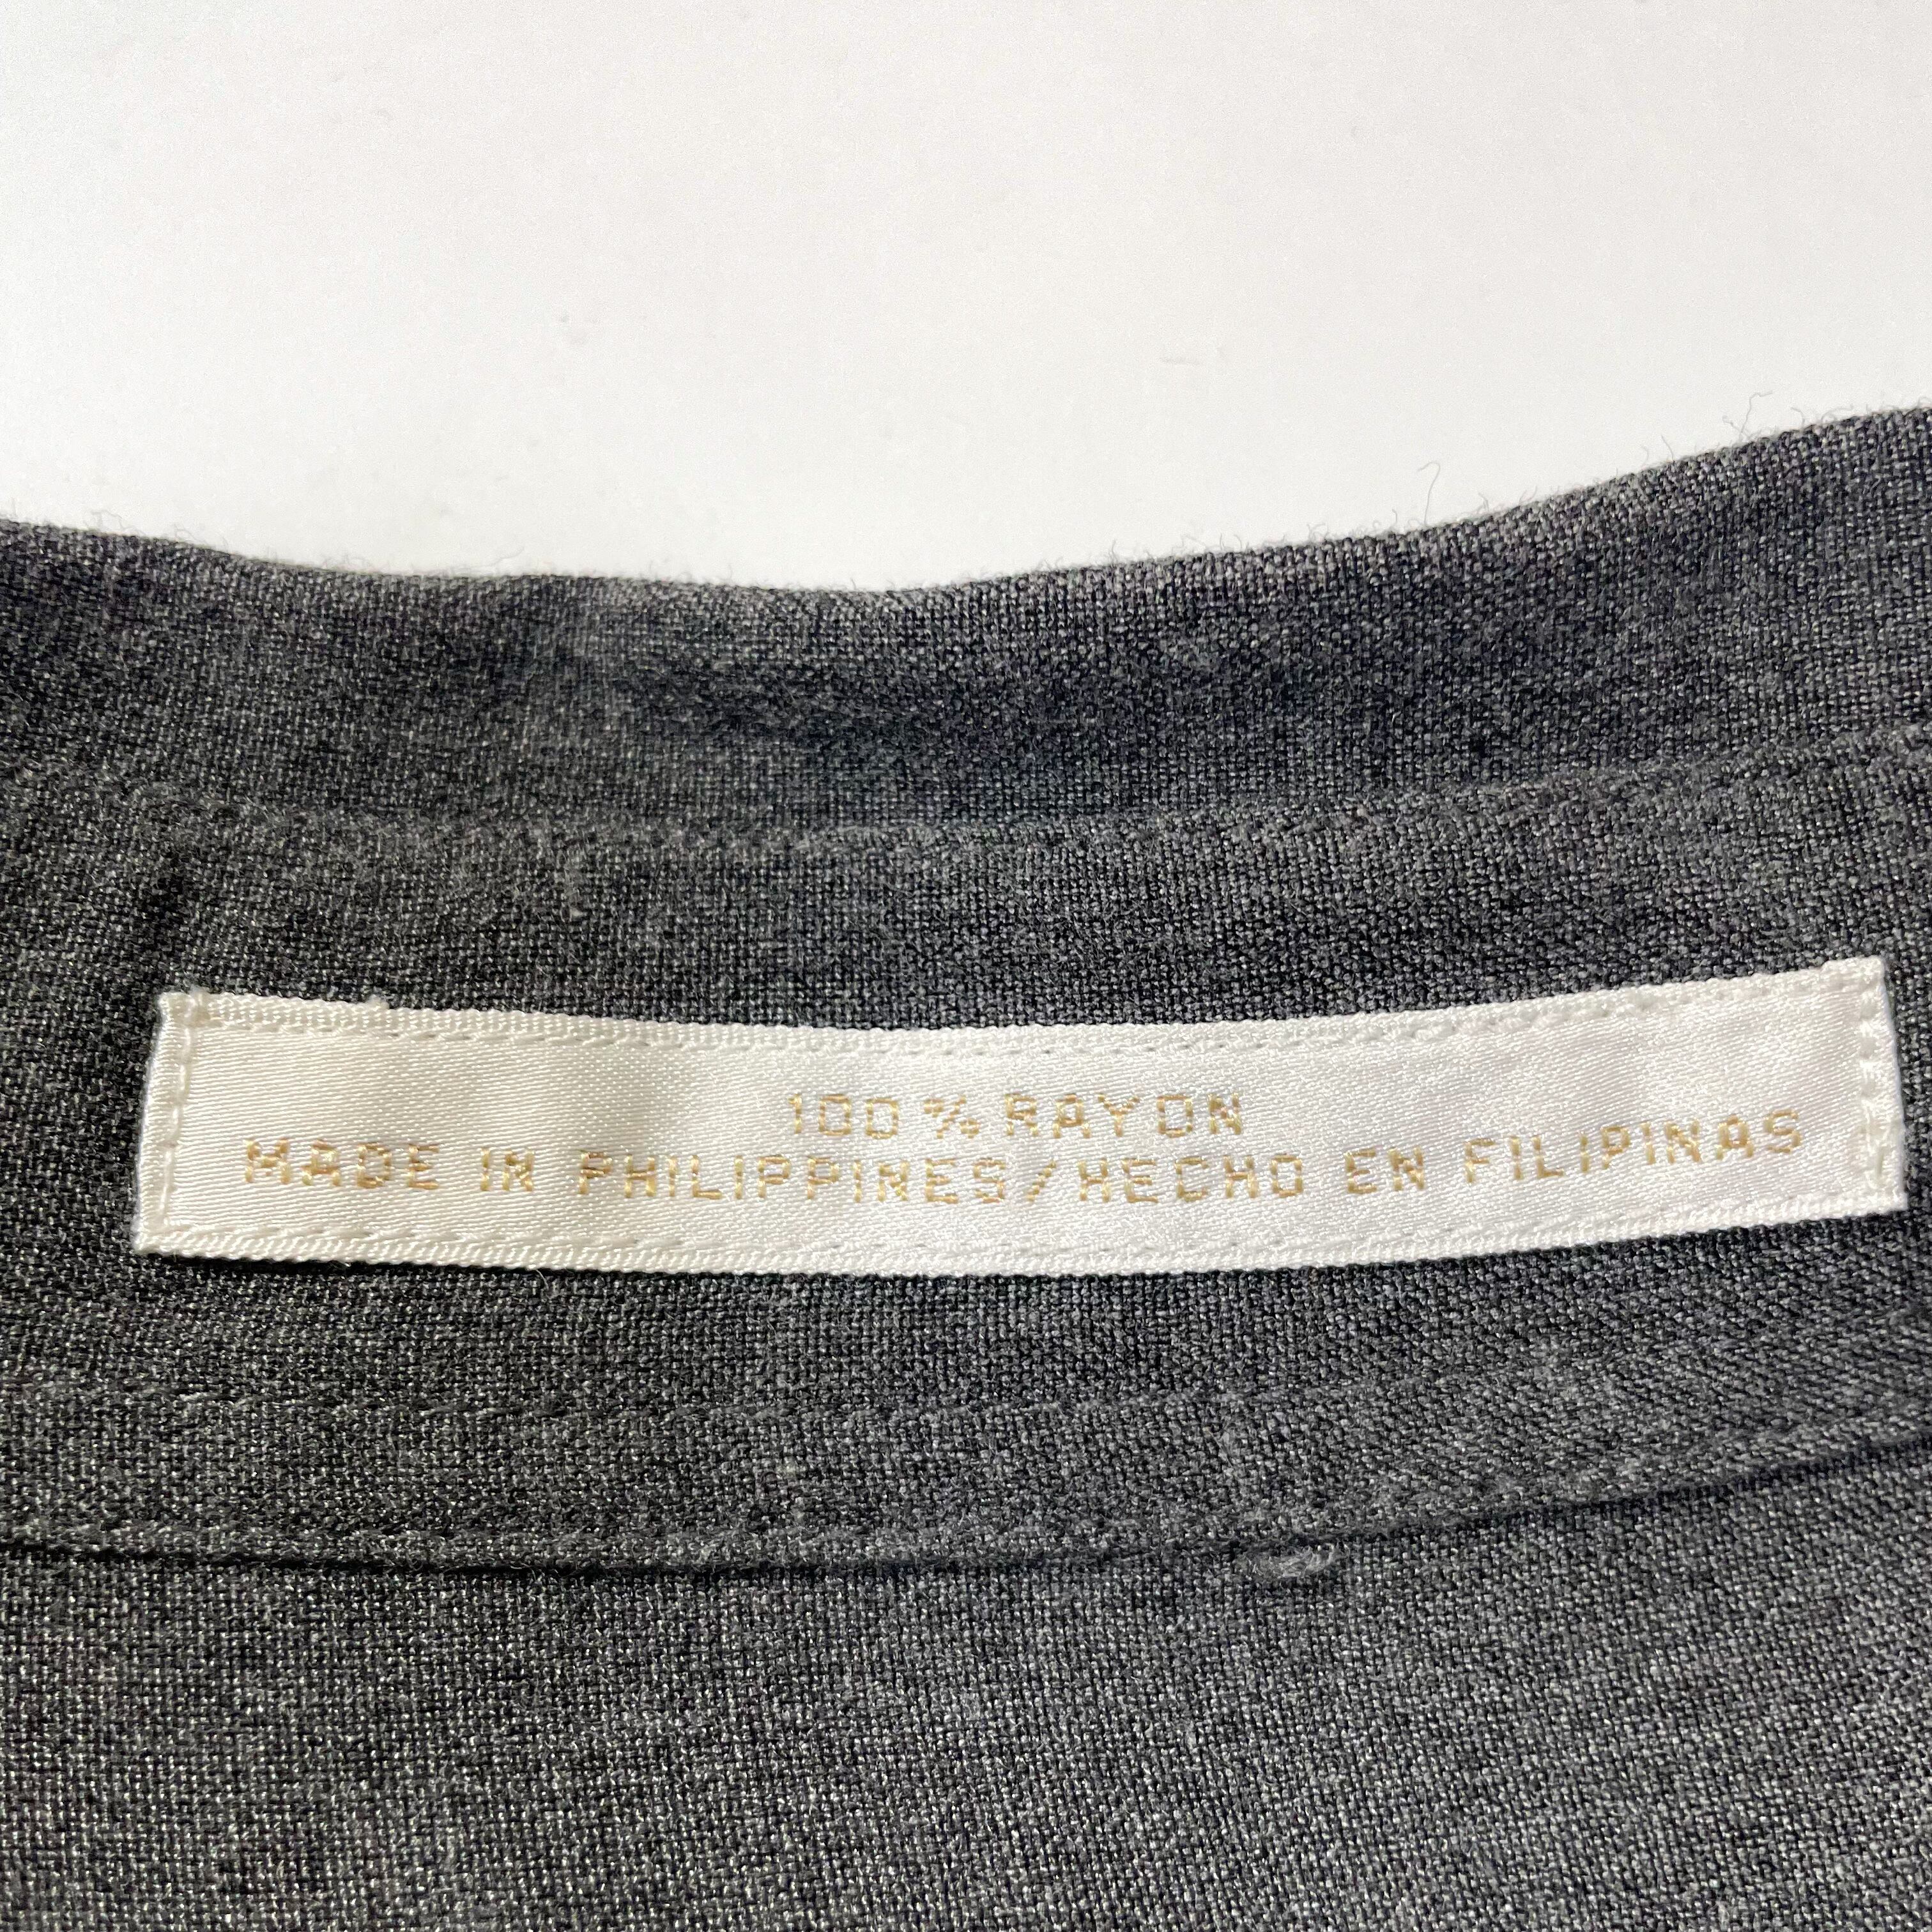 100% RAYON
MADE IN PHILIPPINES/HECHO EN FILIPINAS